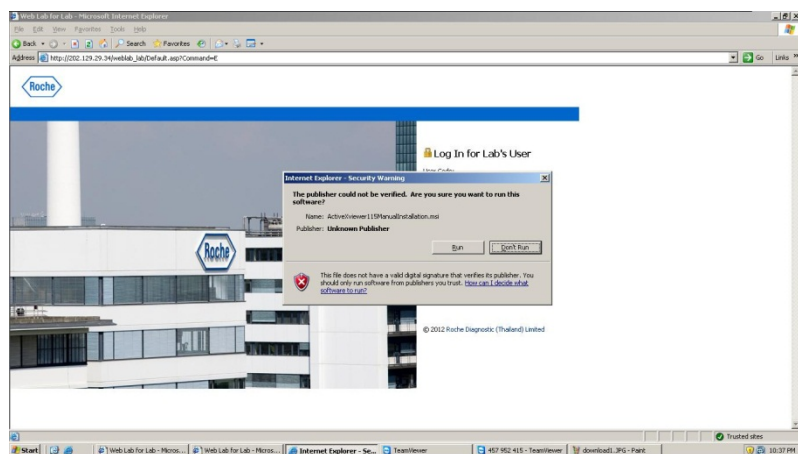 Web Lab for Lab - Microsoft Internet Explorer
File Edit View Favorites Tools Help
Back Search Favorites
Address http://202.129.29.34/weblab_lab/Default.asp?Command=E Go Links
Roche
Log In for Lab's User
User Code:
Internet Explorer - Security Warning
The publisher could not be verified. Are you sure you want to run this
software?
Name: ActiveXviewer115ManualInstallation.msi
Publisher: Unknown Publisher
Run Don't Run
This file does not have a valid digital signature that verifies its publisher. You
should only run software from publishers you trust. How can I decide what
software to run?
Roche
© 2012 Roche Diagnostic (Thailand) Limited
Trusted sites
Start Web Lab for Lab - Micros... Web Lab for Lab - Micros... Internet Explorer - Se... TeamViewer 457 952 415 - TeamViewer download1.JPG - Paint 10:37 PM